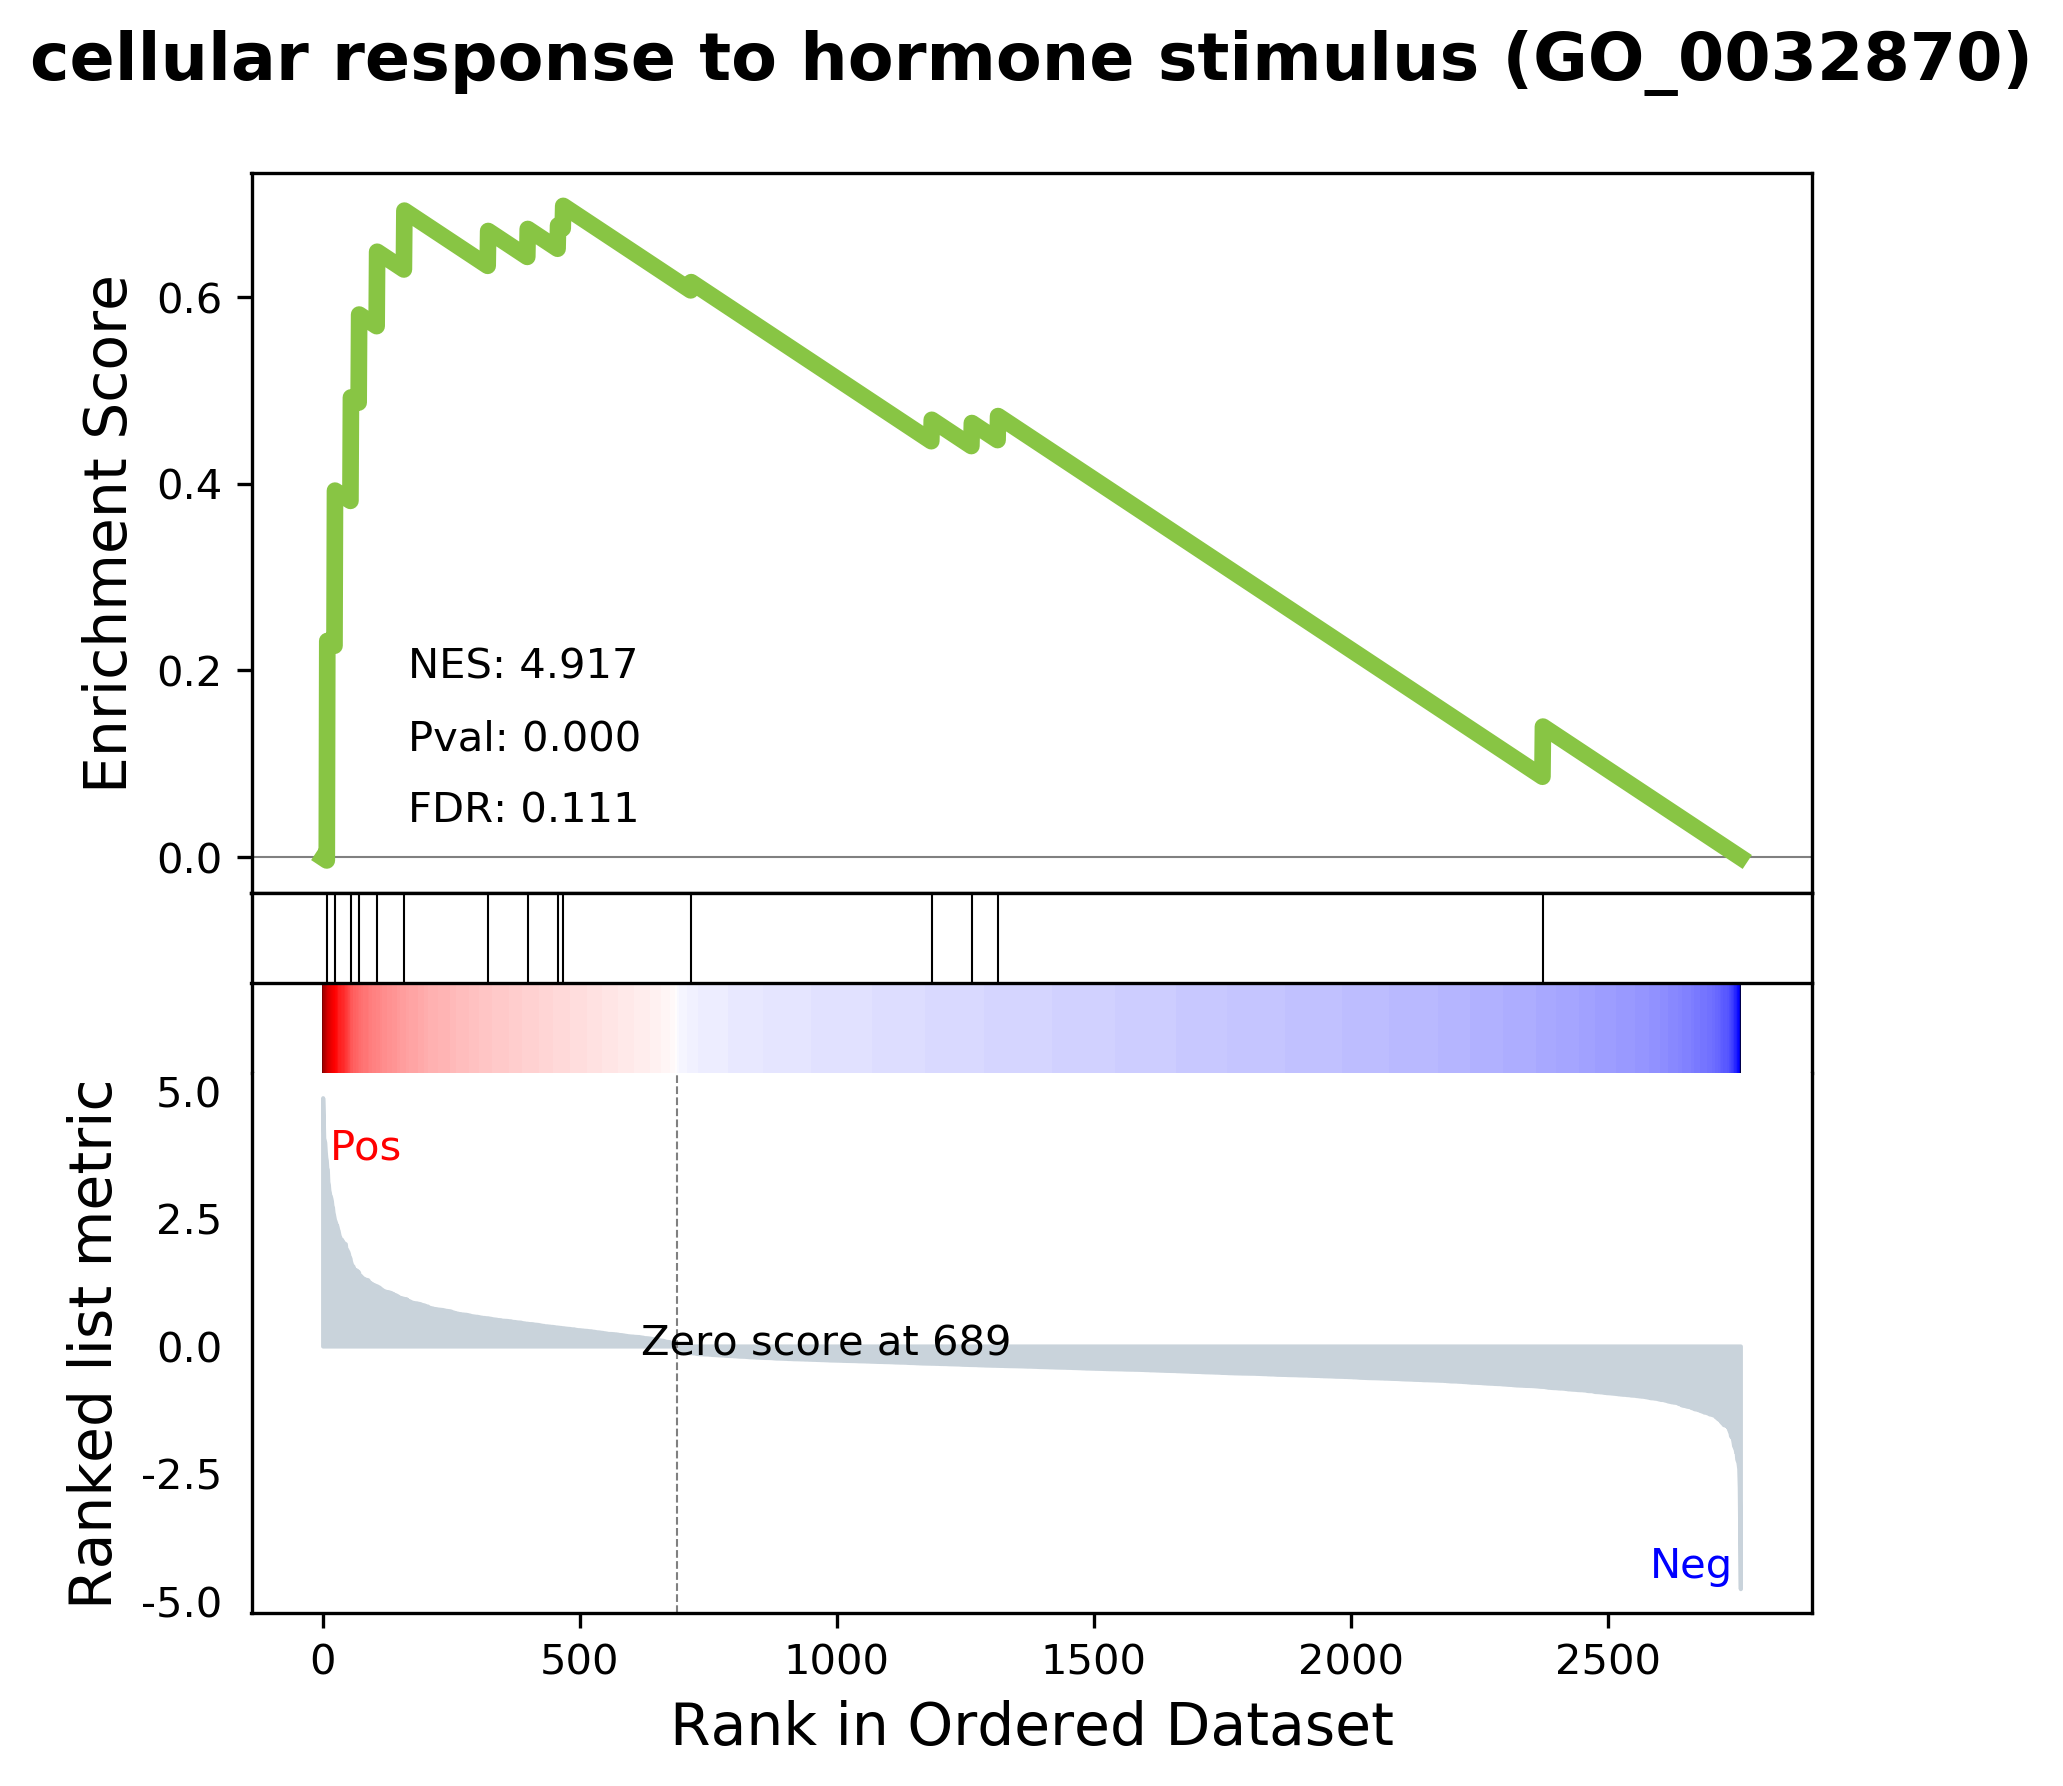 cellular response to hormone stimulus (GO_0032870)
Enrichment Score
0.6
0.4
0.2
0.0
NES: 4.917
Pval: 0.000
FDR: 0.111
Ranked list metric
5.0
2.5
0.0
-2.5
-5.0
Pos
Zero score at 689
Neg
0 500 1000 1500 2000 2500
Rank in Ordered Dataset